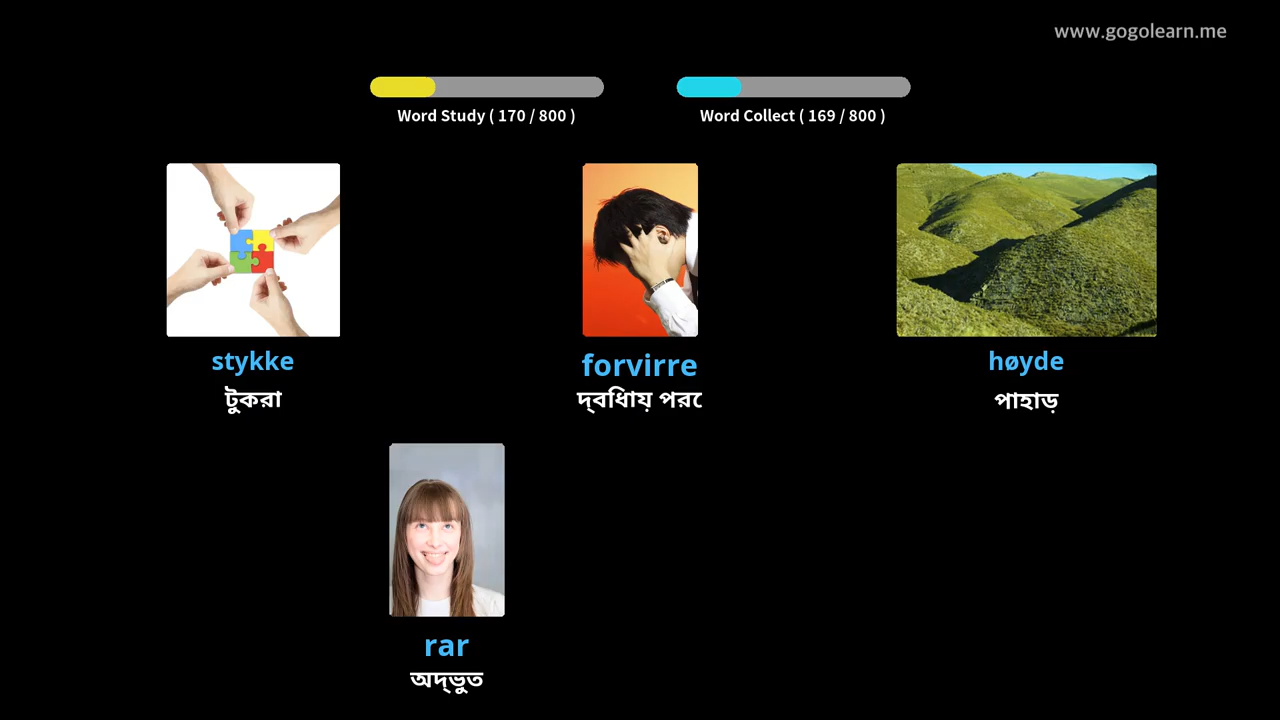 www.gogolearn.me
Word Study ( 170 / 800 )
Word Collect ( 169 / 800 )
stykke
টুকরা
forvirre
দ্বিধায় পরে
høyde
পাহাড়
rar
অদ্ভুত